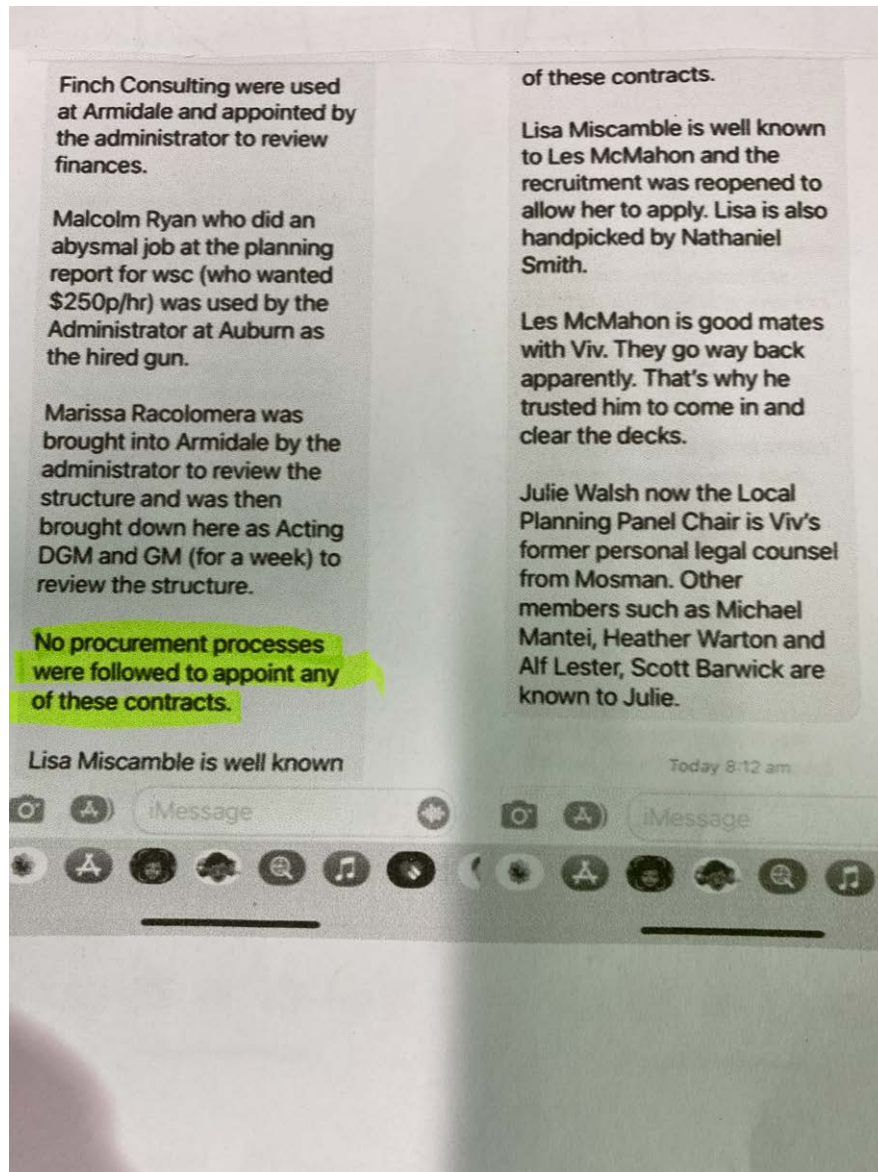 Finch Consulting were used
at Armidale and appointed by
the administrator to review
finances.
Malcolm Ryan who did an
abysmal job at the planning
report for wsc (who wanted
$250p/hr) was used by the
Administrator at Auburn as
the hired gun.
Marissa Racolomera was
brought into Armidale by the
administrator to review the
structure and was then
brought down here as Acting
DGM and GM (for a week) to
review the structure.
No procurement processes
were followed to appoint any
of these contracts.
Lisa Miscamble is well known
iMessage
of these contracts.
Lisa Miscamble is well known
to Les McMahon and the
recruitment was reopened to
allow her to apply. Lisa is also
handpicked by Nathaniel
Smith.
Les McMahon is good mates
with Viv. They go way back
apparently. That's why he
trusted him to come in and
clear the decks.
Julie Walsh now the Local
Planning Panel Chair is Viv's
former personal legal counsel
from Mosman. Other
members such as Michael
Mantei, Heather Warton and
Alf Lester, Scott Barwick are
known to Julie.
Today 8:12 am
iMessage